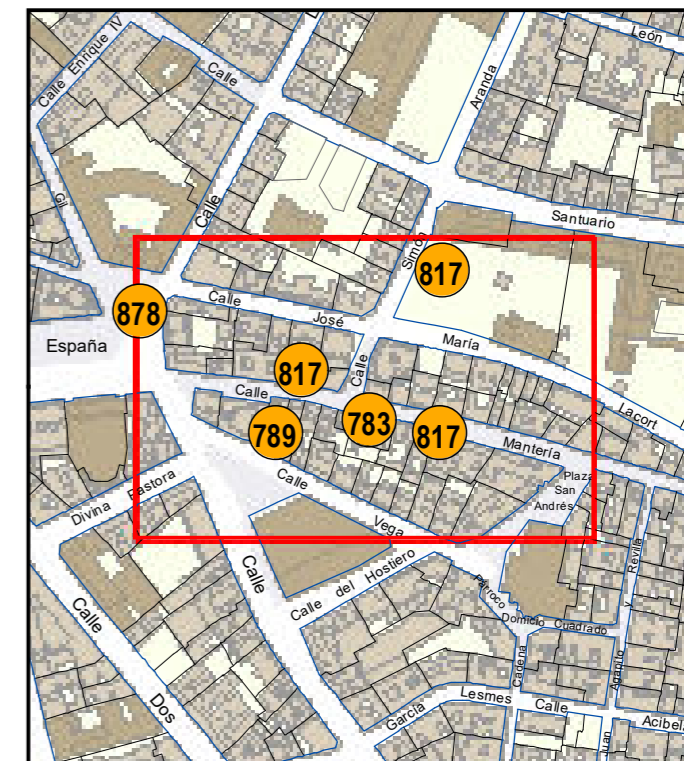 León
Calle Enrique IV
Calle
Aranda
Gil
Calle
Santuario
Simón
817
878
Calle
José
María
España
817
Calle
Calle
Lacort
789
783
817
Mantería
Plaza
San
Andrés
Divina Pastora
Calle
Vega
Calle
Calle del Hostiero
Párroco
Domicio Cuadrado
Revilla
y
Calle
Dos
Cadena
Agapito
Lesmes Calle
García
Acibel
Juan